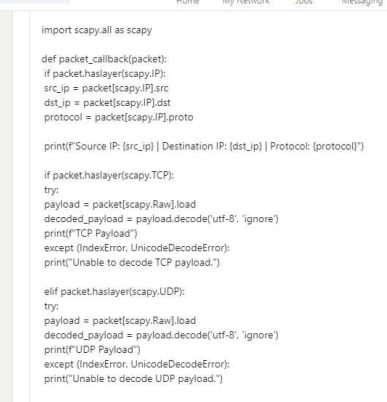 Home My Network Jobs Messaging
import scapy.all as scapy
def packet_callback(packet):
if packet.haslayer(scapy.IP):
src_ip = packet[scapy.IP].src
dst_ip = packet[scapy.IP].dst
protocol = packet[scapy.IP].proto
print(f"Source IP: {src_ip} | Destination IP: {dst_ip} | Protocol: {protocol}")
if packet.haslayer(scapy.TCP):
try:
payload = packet[scapy.Raw].load
decoded_payload = payload.decode('utf-8', 'ignore')
print(f"TCP Payload")
except (IndexError, UnicodeDecodeError):
print("Unable to decode TCP payload.")
elif packet.haslayer(scapy.UDP):
try:
payload = packet[scapy.Raw].load
decoded_payload = payload.decode('utf-8', 'ignore')
print(f"UDP Payload")
except (IndexError, UnicodeDecodeError):
print("Unable to decode UDP payload.")